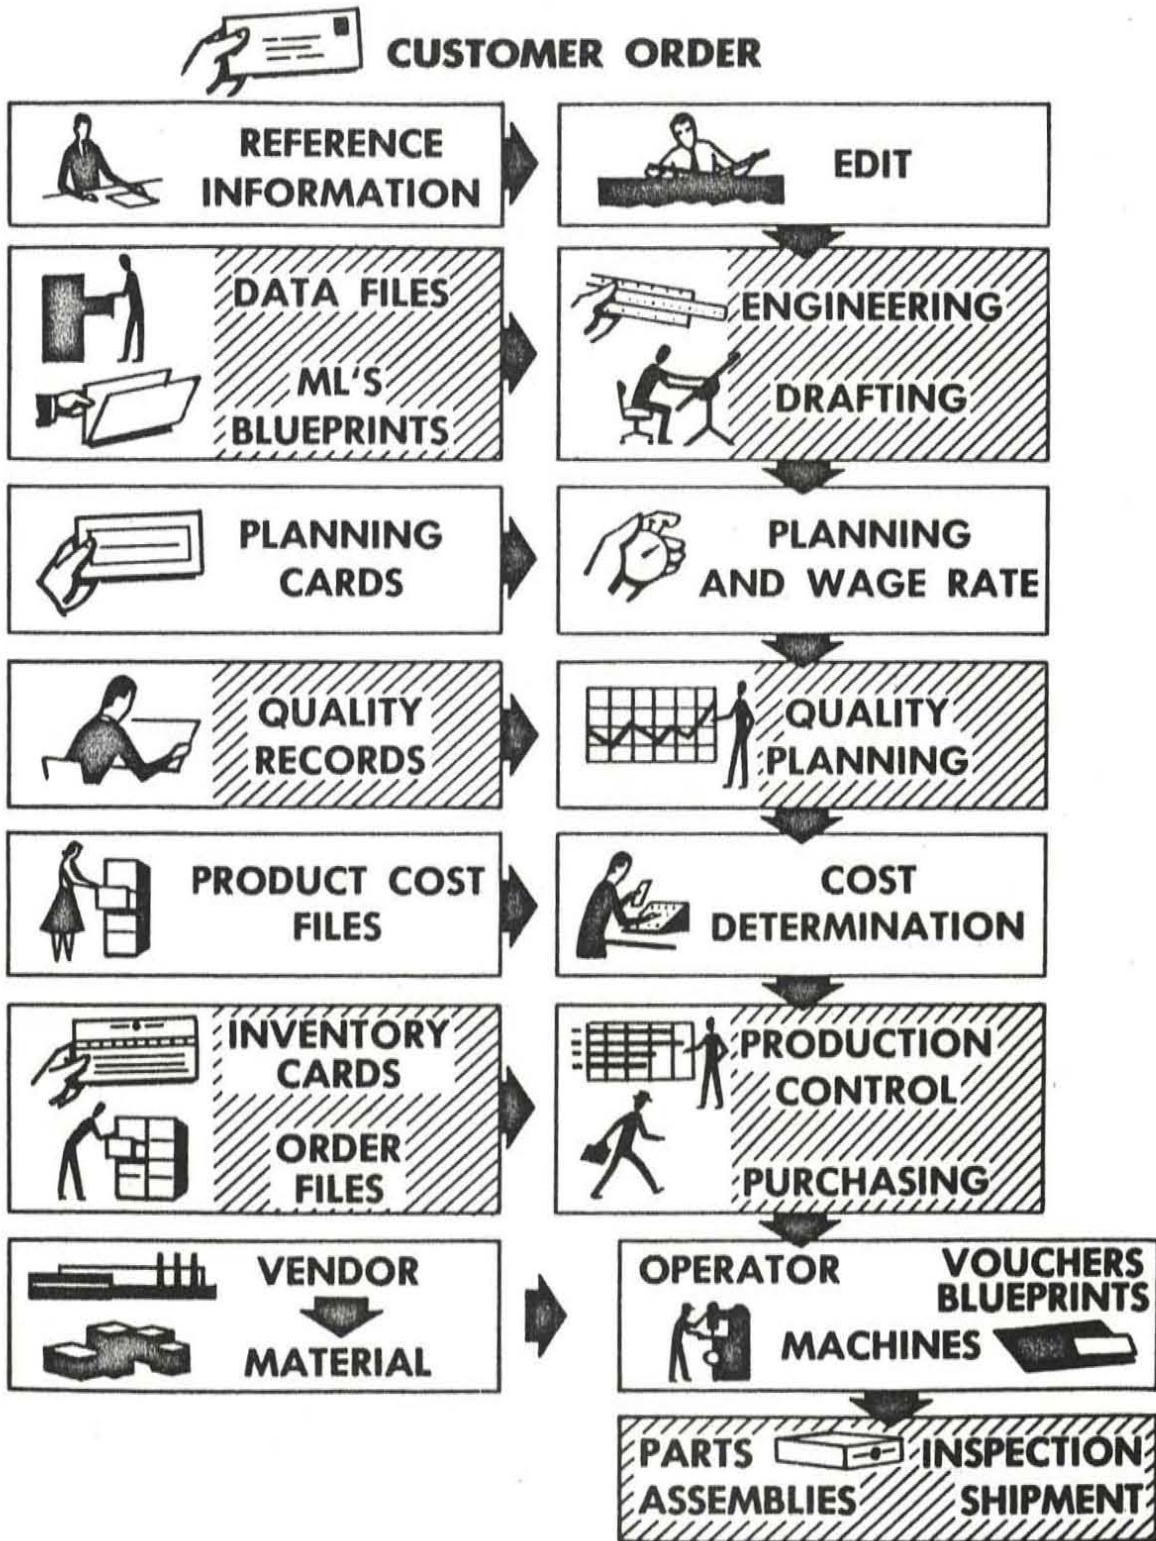 CUSTOMER ORDER
REFERENCE
INFORMATION
EDIT
DATA FILES
ML'S
BLUEPRINTS
ENGINEERING
DRAFTING
PLANNING
CARDS
PLANNING
AND WAGE RATE
QUALITY
RECORDS
QUALITY
PLANNING
PRODUCT COST
FILES
COST
DETERMINATION
INVENTORY
CARDS
ORDER
FILES
PRODUCTION
CONTROL
PURCHASING
VENDOR
MATERIAL
OPERATOR
VOUCHERS
BLUEPRINTS
MACHINES
PARTS
INSPECTION
ASSEMBLIES
SHIPMENT